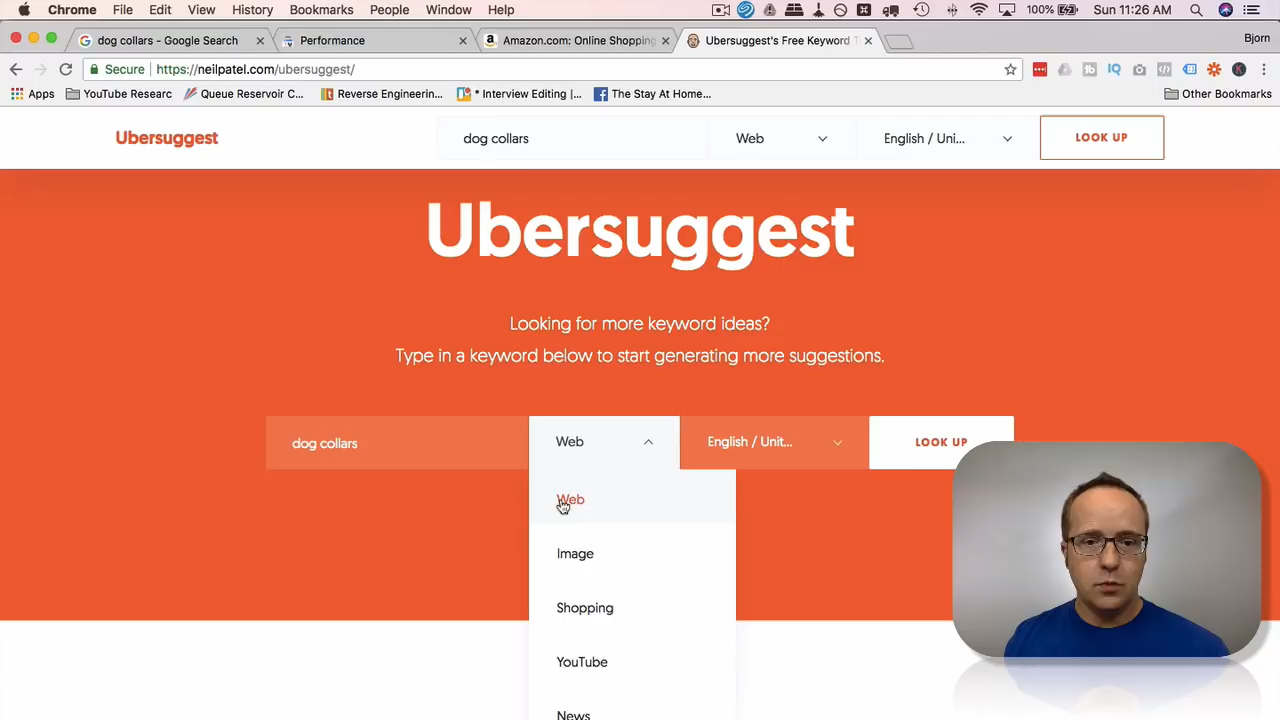 Chrome File Edit View History Bookmarks People Window Help 100% Sun 11:26 AM
dog collars - Google Search Performance Amazon.com: Online Shopping Ubersuggest's Free Keyword T Bjorn
Secure https://neilpatel.com/ubersuggest/
Apps YouTube Researc Queue Reservoir C... Reverse Engineerin... * Interview Editing |... The Stay At Home... Other Bookmarks
Ubersuggest dog collars Web English / Uni... LOOK UP
Ubersuggest
Looking for more keyword ideas?
Type in a keyword below to start generating more suggestions.
dog collars Web English / Unit... LOOK UP
Web
Image
Shopping
YouTube
News